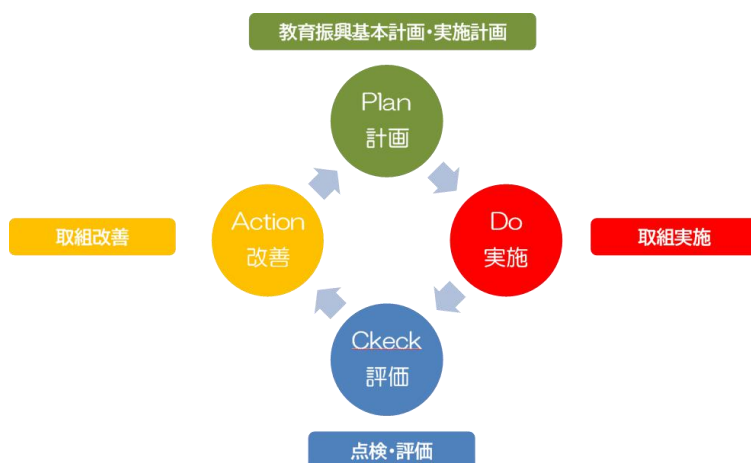 教育振興基本計画・実施計画
Plan
計画
取組改善
Action
改善
Do
実施
取組実施
Ckeck
評価
点検・評価